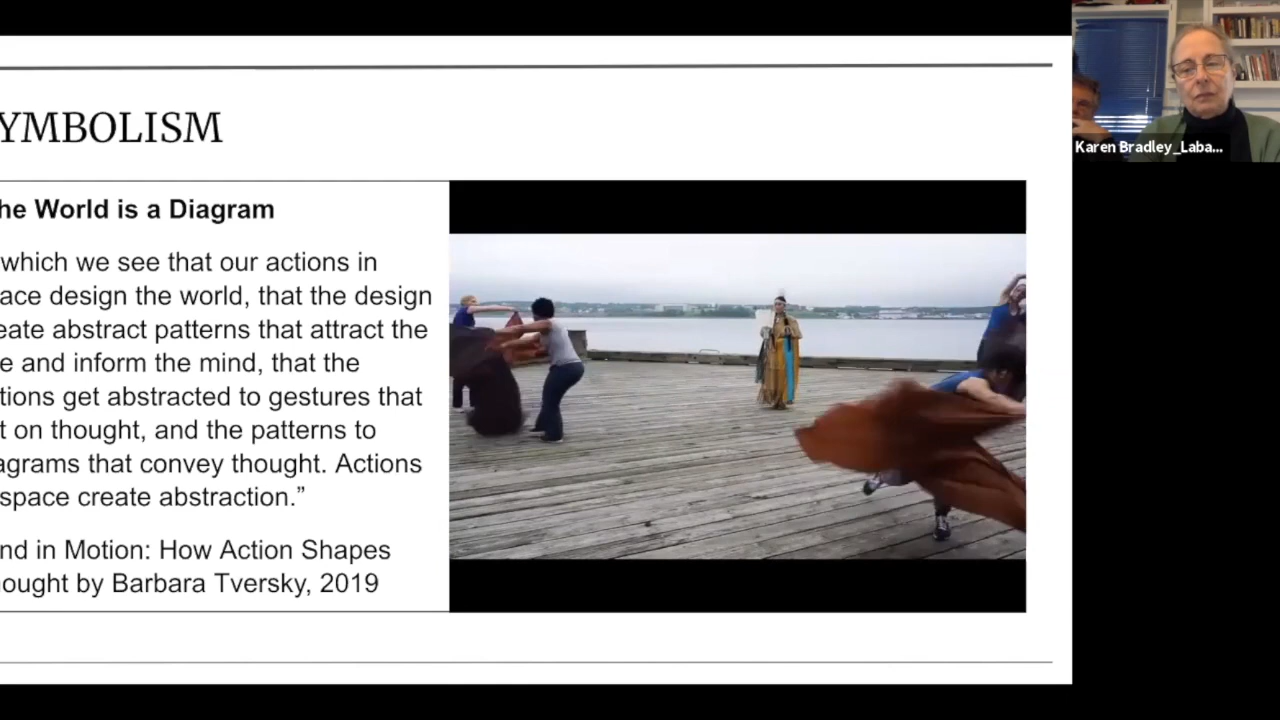 YMBOLISM
he World is a Diagram
which we see that our actions in
ace design the world, that the design
eate abstract patterns that attract the
e and inform the mind, that the
tions get abstracted to gestures that
t on thought, and the patterns to
agrams that convey thought. Actions
space create abstraction.”
nd in Motion: How Action Shapes
ought by Barbara Tversky, 2019
Karen Bradley_Laba...